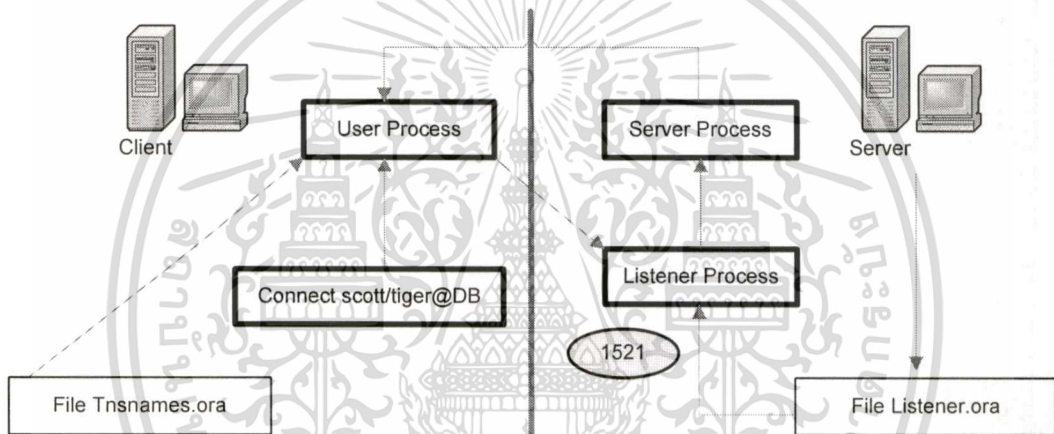 Client
User Process
Server Process
Server
Connect scott/tiger@DB
Listener Process
1521
File Tnsnames.ora
File Listener.ora